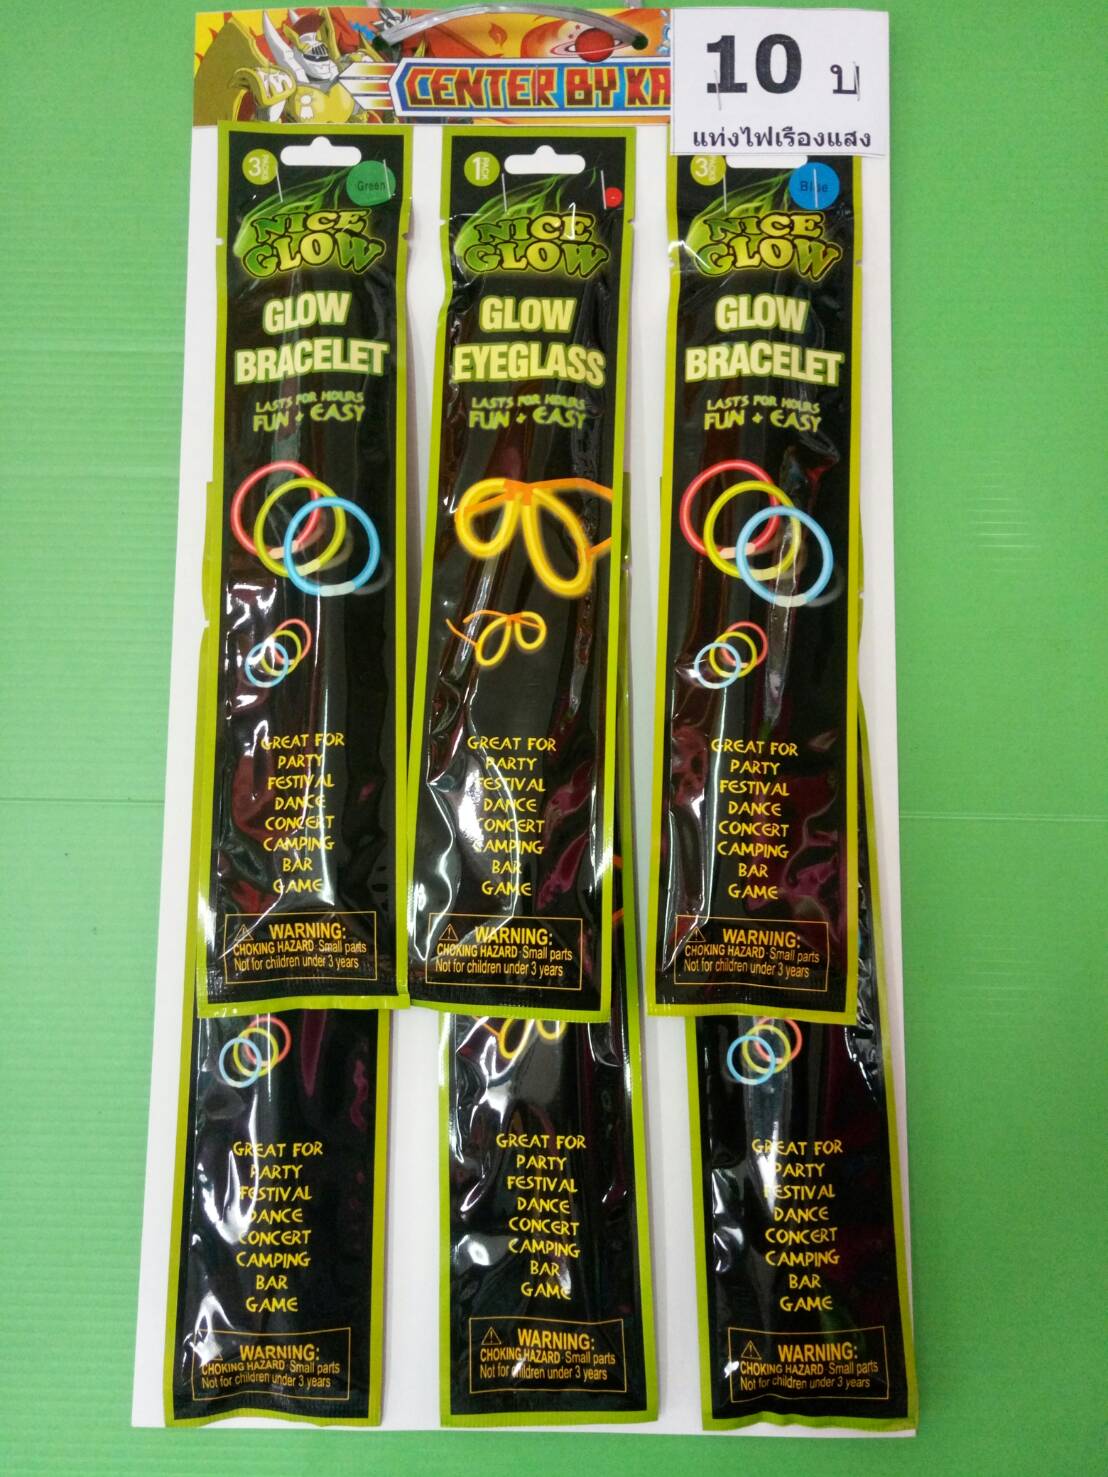 CENTER BY KA
10 บ
แท่งไฟเรืองแสง
3 PACKS
Green
NICE
GLOW
GLOW
BRACELET
LASTS FOR HOURS
FUN + EASY
GREAT FOR
PARTY
FESTIVAL
DANCE
CONCERT
CAMPING
BAR
GAME
WARNING:
CHOKING HAZARD-Small parts
Not for children under 3 years
1 PACK
NICE
GLOW
GLOW
EYEGLASS
LASTS FOR HOURS
FUN + EASY
GREAT FOR
PARTY
FESTIVAL
DANCE
CONCERT
CAMPING
BAR
GAME
WARNING:
CHOKING HAZARD-Small parts
Not for children under 3 years
3
Blue
NICE
GLOW
GLOW
BRACELET
LASTS FOR HOURS
FUN + EASY
GREAT FOR
PARTY
FESTIVAL
DANCE
CONCERT
CAMPING
BAR
GAME
WARNING:
CHOKING HAZARD-Small parts
Not for children under 3 years
GREAT FOR
PARTY
FESTIVAL
DANCE
CONCERT
CAMPING
BAR
GAME
WARNING:
CHOKING HAZARD-Small parts
Not for children under 3 years
GREAT FOR
PARTY
FESTIVAL
DANCE
CONCERT
CAMPING
BAR
GAME
WARNING:
CHOKING HAZARD-Small parts
Not for children under 3 years
GREAT FOR
PARTY
FESTIVAL
DANCE
CONCERT
CAMPING
BAR
GAME
WARNING:
CHOKING HAZARD-Small parts
Not for children under 3 years